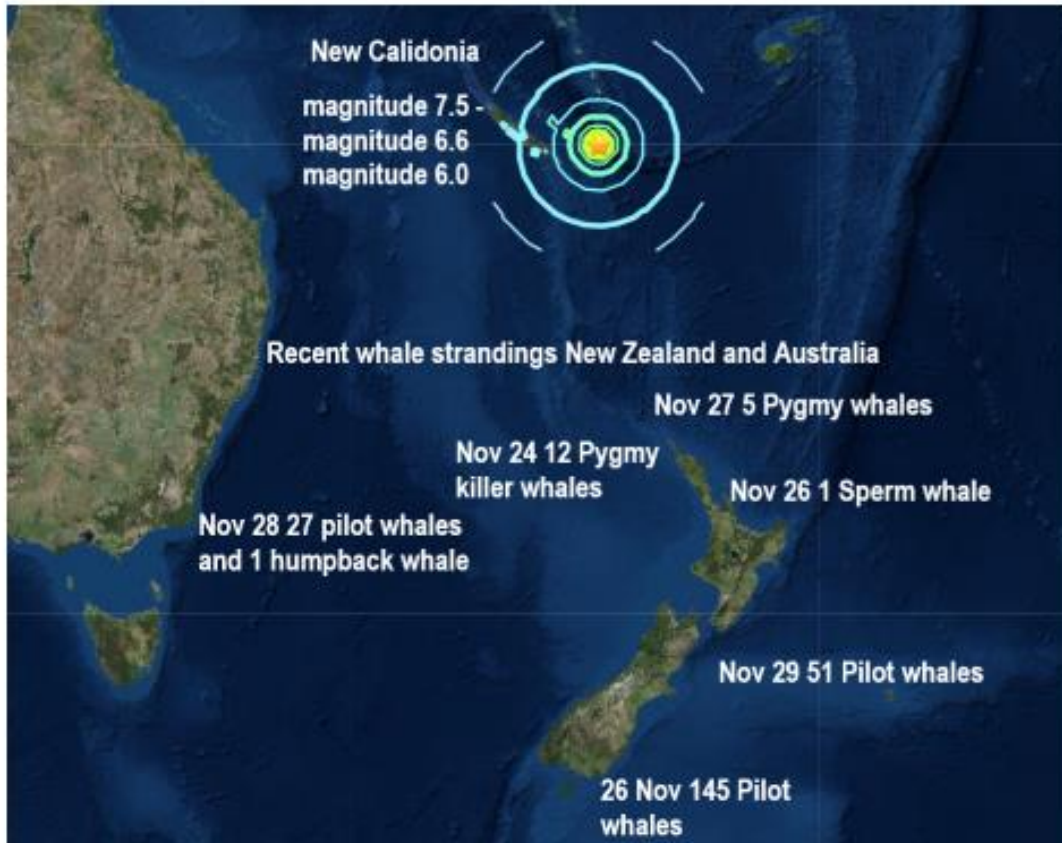 New Calidonia
magnitude 7.5 -
magnitude 6.6
magnitude 6.0
Recent whale strandings New Zealand and Australia
Nov 27 5 Pygmy whales
Nov 24 12 Pygmy
killer whales
Nov 26 1 Sperm whale
Nov 28 27 pilot whales
and 1 humpback whale
Nov 29 51 Pilot whales
26 Nov 145 Pilot
whales